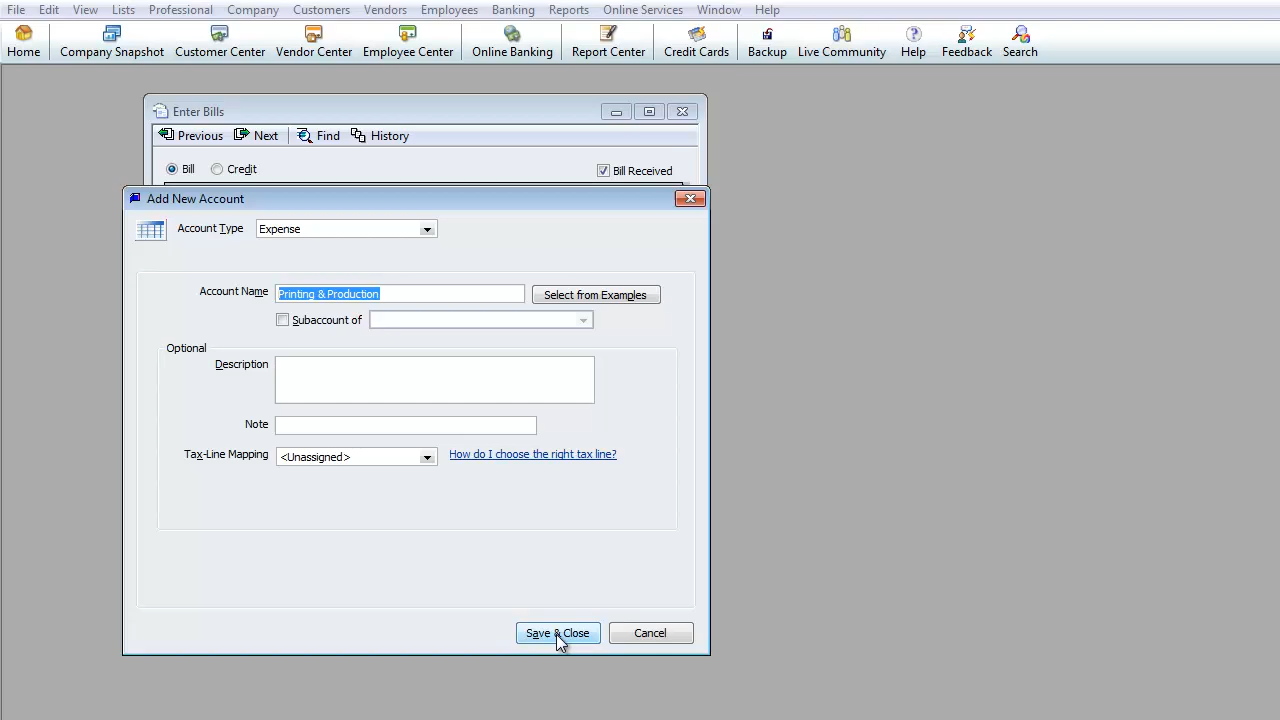 File Edit View Lists Professional Company Customers Vendors Employees Banking Reports Online Services Window Help
Home Company Snapshot Customer Center Vendor Center Employee Center Online Banking Report Center Credit Cards Backup Live Community Help Feedback Search
Enter Bills
Previous Next Find History
Bill Credit Bill Received
Add New Account
Account Type Expense
Account Name Printing & Production Select from Examples
Subaccount of
Optional
Description
Note
Tax-Line Mapping <Unassigned> How do I choose the right tax line?
Save & Close Cancel